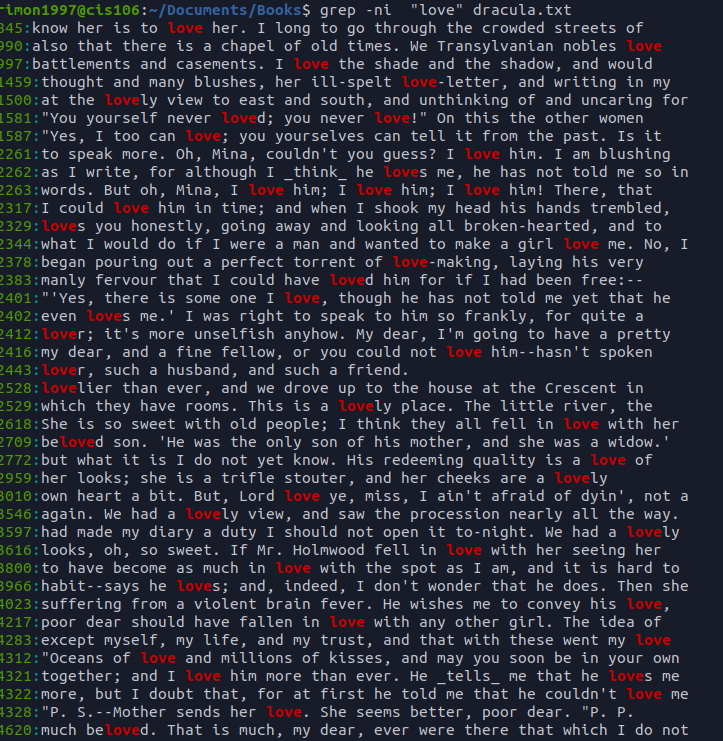 rimon1997@cis106:~/Documents/Books$ grep -ni  "love" dracula.txt
845:know her is to love her. I long to go through the crowded streets of
990:also that there is a chapel of old times. We Transylvanian nobles love
997:battlements and casements. I love the shade and the shadow, and would
1459:thought and many blushes, her ill-spelt love-letter, and writing in my
1500:at the lovely view to east and south, and unthinking of and uncaring for
1581:"You yourself never loved; you never love!" On this the other women
1587:"Yes, I too can love; you yourselves can tell it from the past. Is it
2261:to speak more. Oh, Mina, couldn't you guess? I love him. I am blushing
2262:as I write, for although I _think_ he loves me, he has not told me so in
2263:words. But oh, Mina, I love him; I love him; I love him! There, that
2317:I could love him in time; and when I shook my head his hands trembled,
2329:loves you honestly, going away and looking all broken-hearted, and to
2344:what I would do if I were a man and wanted to make a girl love me. No, I
2378:began pouring out a perfect torrent of love-making, laying his very
2383:manly fervour that I could have loved him for if I had been free:--
2401:"'Yes, there is some one I love, though he has not told me yet that he
2402:even loves me.' I was right to speak to him so frankly, for quite a
2412:lover; it's more unselfish anyhow. My dear, I'm going to have a pretty
2416:my dear, and a fine fellow, or you could not love him--hasn't spoken
2443:lover, such a husband, and such a friend.
2528:lovelier than ever, and we drove up to the house at the Crescent in
2529:which they have rooms. This is a lovely place. The little river, the
2618:She is so sweet with old people; I think they all fell in love with her
2709:beloved son. 'He was the only son of his mother, and she was a widow.'
2772:but what it is I do not yet know. His redeeming quality is a love of
2959:her looks; she is a trifle stouter, and her cheeks are a lovely
3010:own heart a bit. But, Lord love ye, miss, I ain't afraid of dyin', not a
3546:again. We had a lovely view, and saw the procession nearly all the way.
3597:had made my diary a duty I should not open it to-night. We had a lovely
3616:looks, oh, so sweet. If Mr. Holmwood fell in love with her seeing her
3800:to have become as much in love with the spot as I am, and it is hard to
3966:habit--says he loves; and, indeed, I don't wonder that he does. Then she
4023:suffering from a violent brain fever. He wishes me to convey his love,
4217:poor dear should have fallen in love with any other girl. The idea of
4283:except myself, my life, and my trust, and that with these went my love
4312:"Oceans of love and millions of kisses, and may you soon be in your own
4321:together; and I love him more than ever. He _tells_ me that he loves me
4322:more, but I doubt that, for at first he told me that he couldn't love me
4328:"P. S.--Mother sends her love. She seems better, poor dear. "P. P.
4620:much beloved. That is much, my dear, ever were there that which I do not